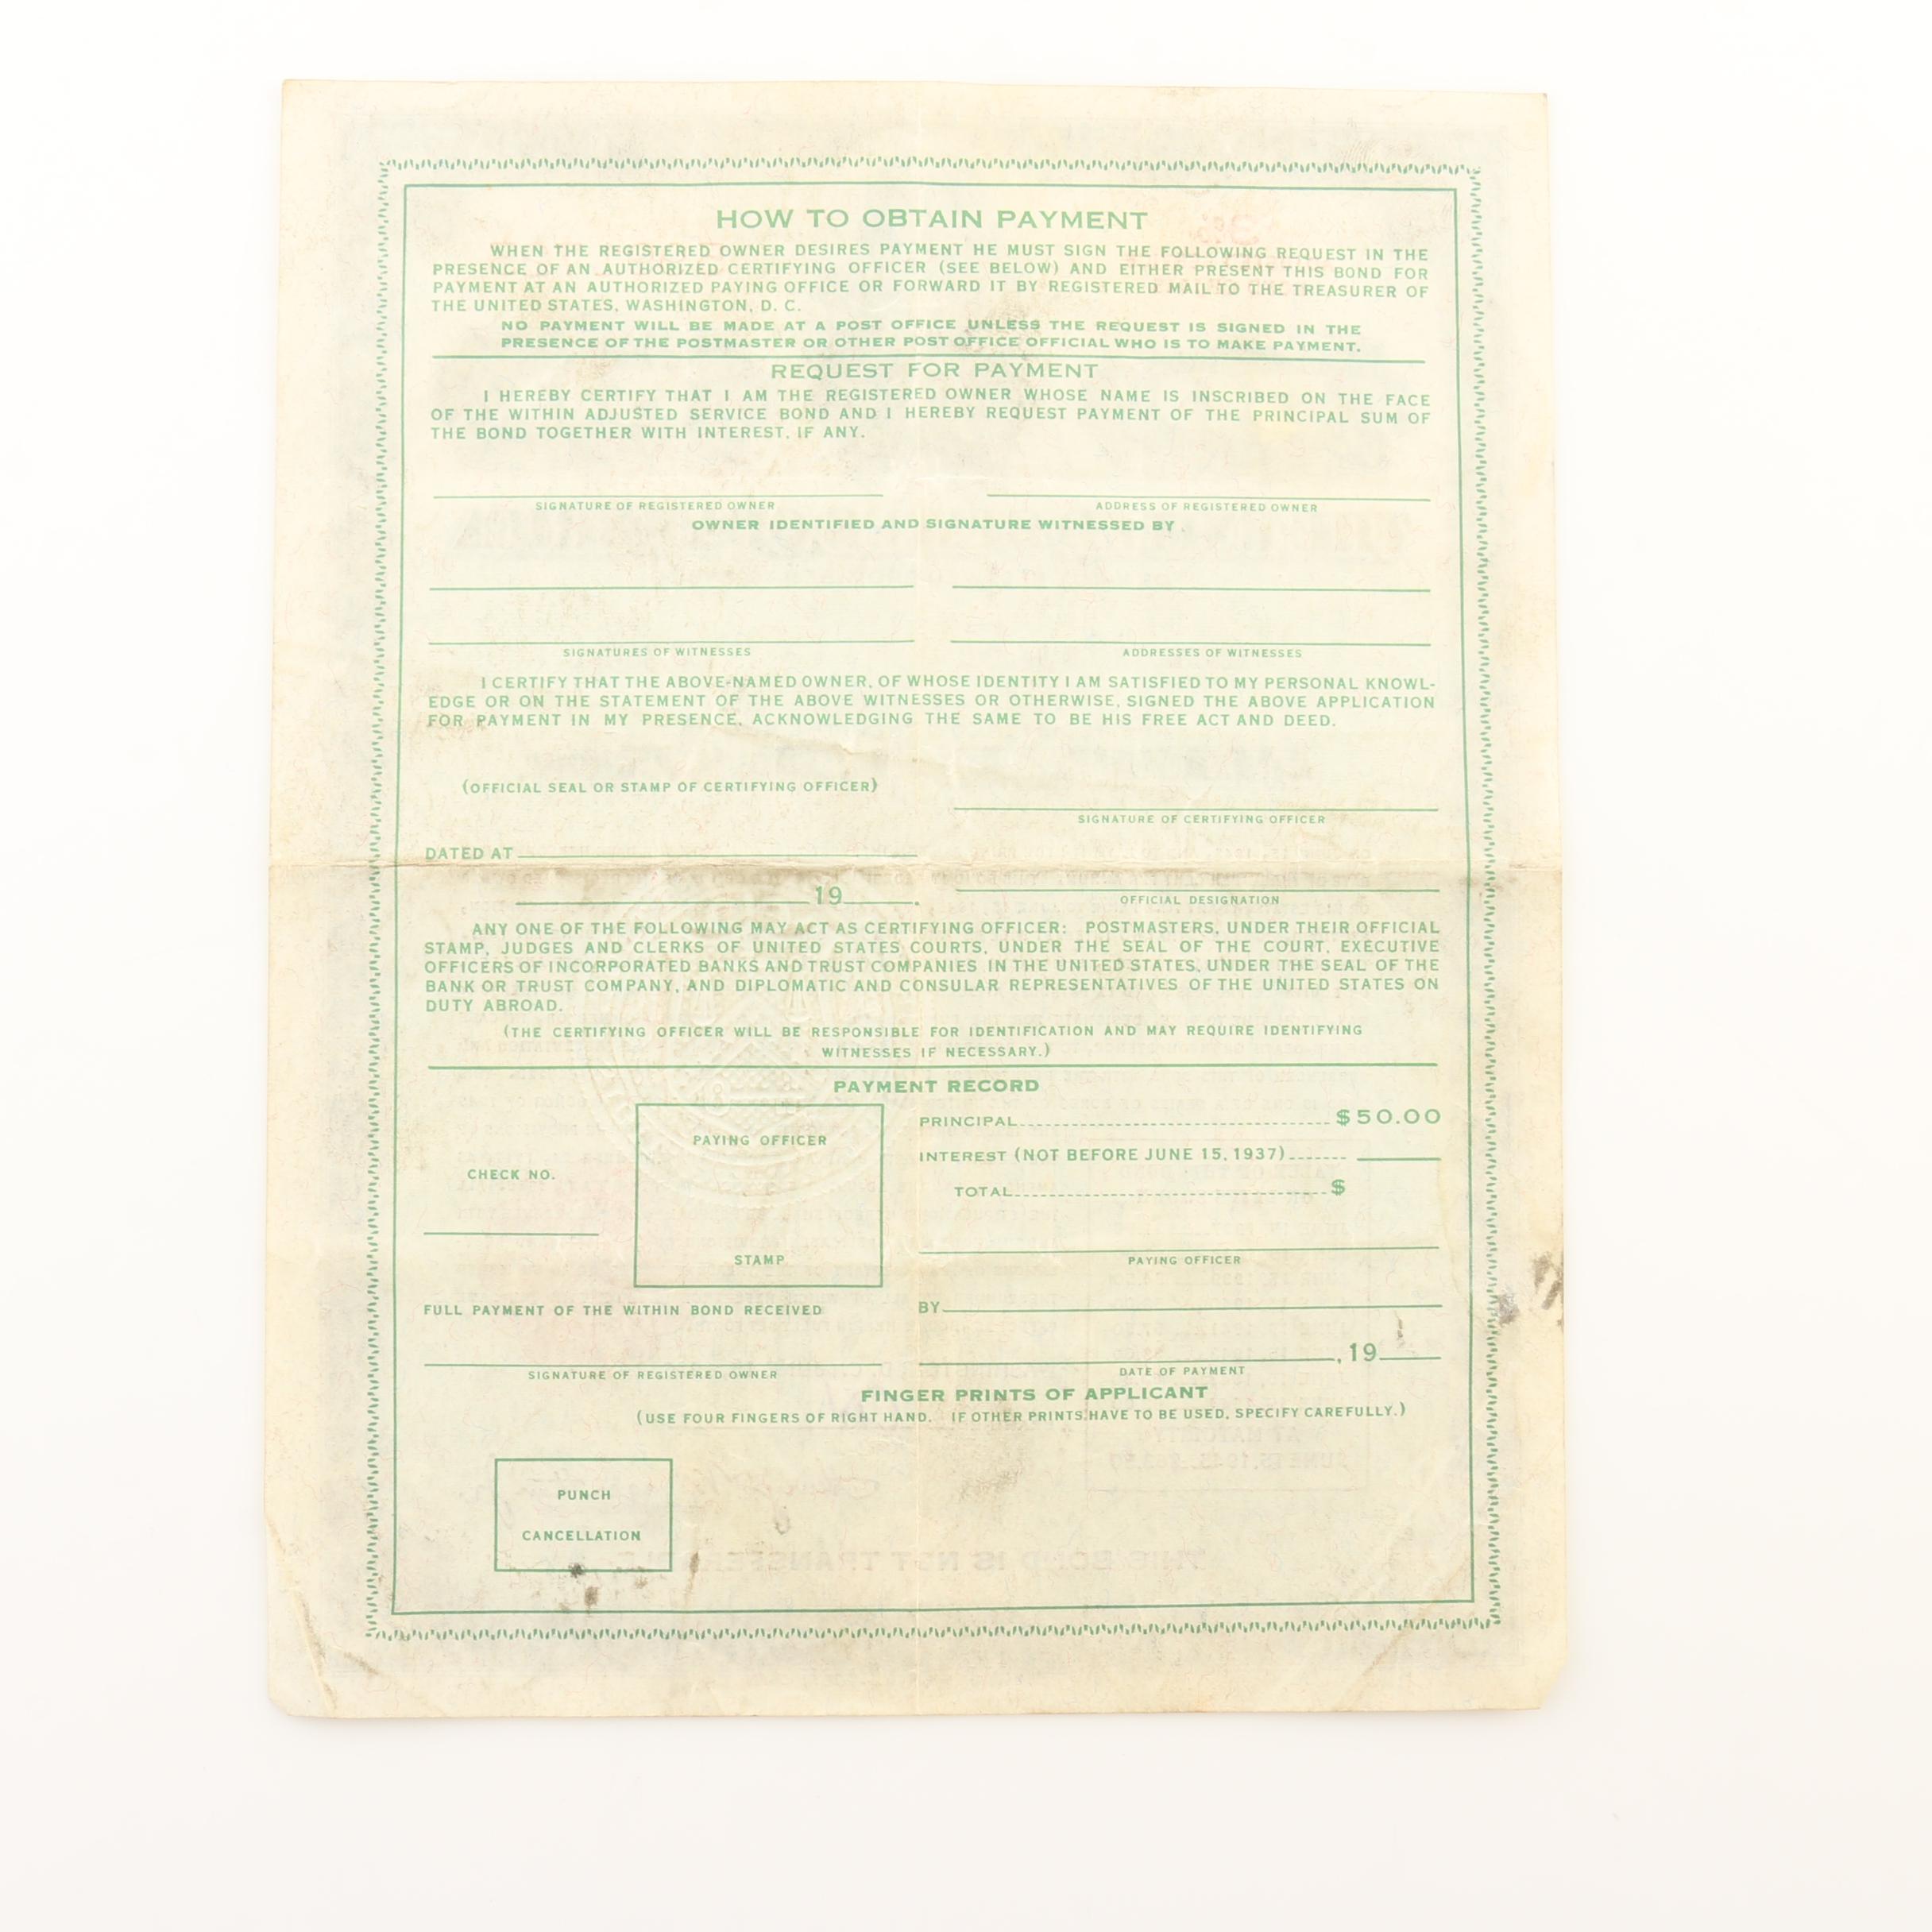 HOW TO OBTAIN PAYMENT
WHEN THE REGISTERED OWNER DESIRES PAYMENT HE MUST SIGN THE FOLLOWING REQUEST IN THE
PRESENCE OF AN AUTHORIZED CERTIFYING OFFICER (SEE BELOW) AND EITHER PRESENT THIS BOND FOR
PAYMENT AT AN AUTHORIZED PAYING OFFICE OR FORWARD IT BY REGISTERED MAIL TO THE TREASURER OF
THE UNITED STATES, WASHINGTON, D. C.
NO PAYMENT WILL BE MADE AT A POST OFFICE UNLESS THE REQUEST IS SIGNED IN THE
PRESENCE OF THE POSTMASTER OR OTHER POST OFFICE OFFICIAL WHO IS TO MAKE PAYMENT.
REQUEST FOR PAYMENT
I HEREBY CERTIFY THAT I AM THE REGISTERED OWNER WHOSE NAME IS INSCRIBED ON THE FACE
OF THE WITHIN ADJUSTED SERVICE BOND AND I HEREBY REQUEST PAYMENT OF THE PRINCIPAL SUM OF
THE BOND TOGETHER WITH INTEREST, IF ANY.
SIGNATURE OF REGISTERED OWNER ADDRESS OF REGISTERED OWNER
OWNER IDENTIFIED AND SIGNATURE WITNESSED BY
SIGNATURES OF WITNESSES ADDRESSES OF WITNESSES
I CERTIFY THAT THE ABOVE-NAMED OWNER, OF WHOSE IDENTITY I AM SATISFIED TO MY PERSONAL KNOWL-
EDGE OR ON THE STATEMENT OF THE ABOVE WITNESSES OR OTHERWISE, SIGNED THE ABOVE APPLICATION
FOR PAYMENT IN MY PRESENCE, ACKNOWLEDGING THE SAME TO BE HIS FREE ACT AND DEED.
(OFFICIAL SEAL OR STAMP OF CERTIFYING OFFICER)
SIGNATURE OF CERTIFYING OFFICER
DATED AT
19 .
OFFICIAL DESIGNATION
ANY ONE OF THE FOLLOWING MAY ACT AS CERTIFYING OFFICER: POSTMASTERS, UNDER THEIR OFFICIAL
STAMP, JUDGES AND CLERKS OF UNITED STATES COURTS, UNDER THE SEAL OF THE COURT, EXECUTIVE
OFFICERS OF INCORPORATED BANKS AND TRUST COMPANIES IN THE UNITED STATES, UNDER THE SEAL OF THE
BANK OR TRUST COMPANY, AND DIPLOMATIC AND CONSULAR REPRESENTATIVES OF THE UNITED STATES ON
DUTY ABROAD.
(THE CERTIFYING OFFICER WILL BE RESPONSIBLE FOR IDENTIFICATION AND MAY REQUIRE IDENTIFYING
WITNESSES IF NECESSARY.)
PAYMENT RECORD
PRINCIPAL $50.00
PAYING OFFICER
INTEREST (NOT BEFORE JUNE 15, 1937)
CHECK NO.
TOTAL $
STAMP
PAYING OFFICER
FULL PAYMENT OF THE WITHIN BOND RECEIVED
BY
, 19
SIGNATURE OF REGISTERED OWNER DATE OF PAYMENT
FINGER PRINTS OF APPLICANT
(USE FOUR FINGERS OF RIGHT HAND. IF OTHER PRINTS HAVE TO BE USED, SPECIFY CAREFULLY.)
PUNCH
CANCELLATION